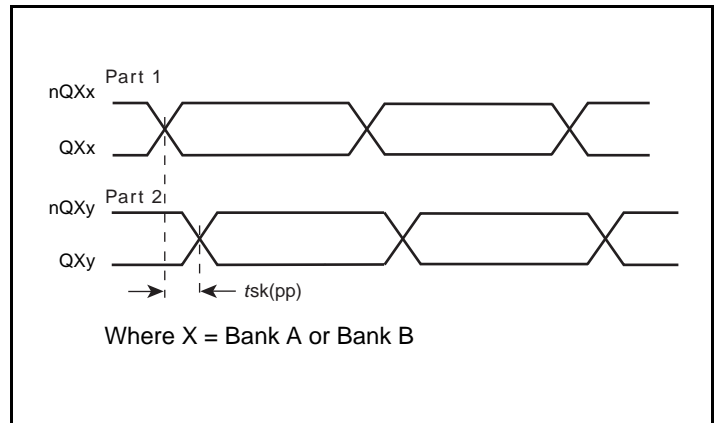 Part 1
nQXx
QXx
Part 2
nQXy
QXy
tsk(pp)
Where X = Bank A or Bank B